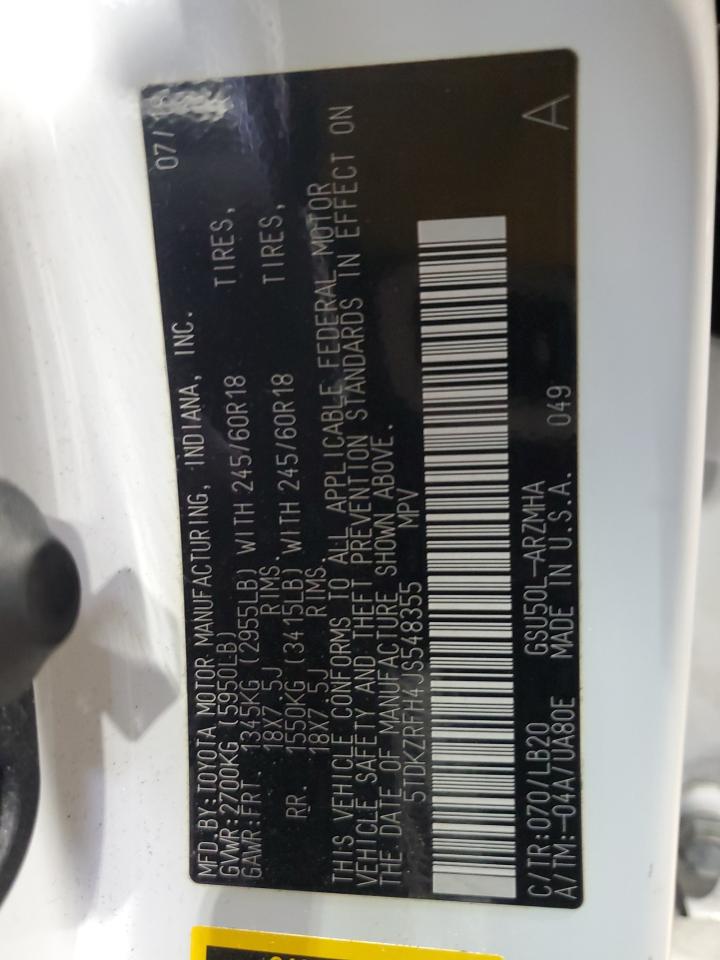 MFD.BY:TOYOTA MOTOR MANUFACTURING, INDIANA, INC. 07/
GVWR:2700KG (5950LB)
GAWR:FRT. 1345KG (2955LB) WITH 245/60R18 TIRES,
18X7.5J RIMS.
RR. 1550KG (3415LB) WITH 245/60R18 TIRES,
18X7.5J RIMS.
THIS VEHICLE CONFORMS TO ALL APPLICABLE FEDERAL MOTOR
VEHICLE SAFETY AND THEFT PREVENTION STANDARDS IN EFFECT ON
THE DATE OF MANUFACTURE SHOWN ABOVE.
5TDKZRFH4JS548355 MPV
C/TR:070/LB20 GSU50L-ARZMHA 049 A
A/TM:-04A/UA80E MADE IN U.S.A.